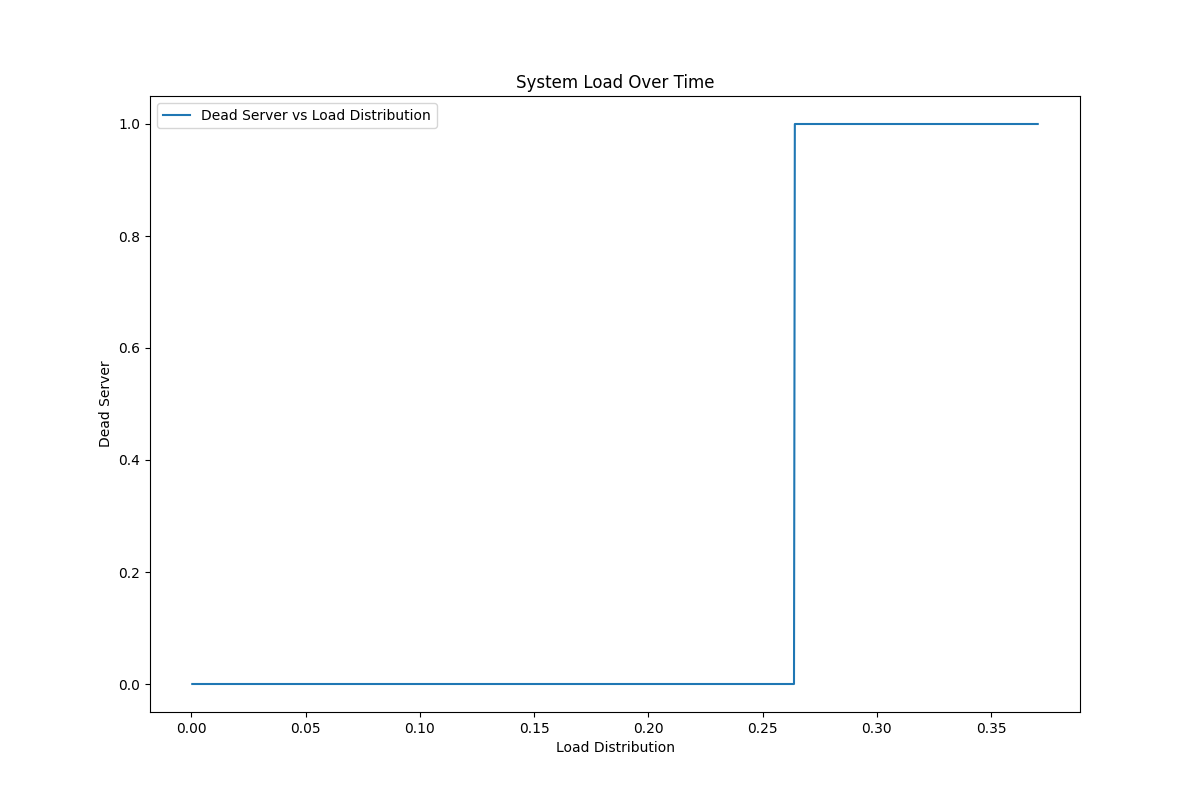 System Load Over Time
Dead Server vs Load Distribution
1.0
0.8
0.6
0.4
0.2
0.0
Dead Server
0.00 0.05 0.10 0.15 0.20 0.25 0.30 0.35
Load Distribution